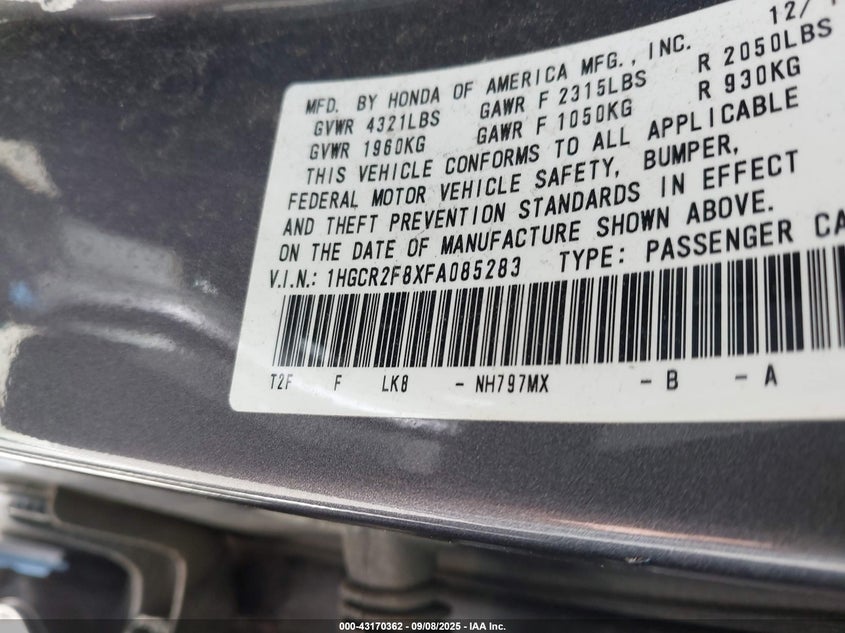 12/
MFD. BY HONDA OF AMERICA MFG., INC.
GVWR 4321LBS GAWR F 2315LBS R 2050LBS
GVWR 1960KG GAWR F 1050KG R 930KG
THIS VEHICLE CONFORMS TO ALL APPLICABLE
FEDERAL MOTOR VEHICLE SAFETY, BUMPER,
AND THEFT PREVENTION STANDARDS IN EFFECT
ON THE DATE OF MANUFACTURE SHOWN ABOVE.
V.I.N.: 1HGCR2F8XFA085283 TYPE: PASSENGER CA
T2F F LK8 - NH797MX - B - A
000-43170362 - 09/08/2025 - IAA Inc.